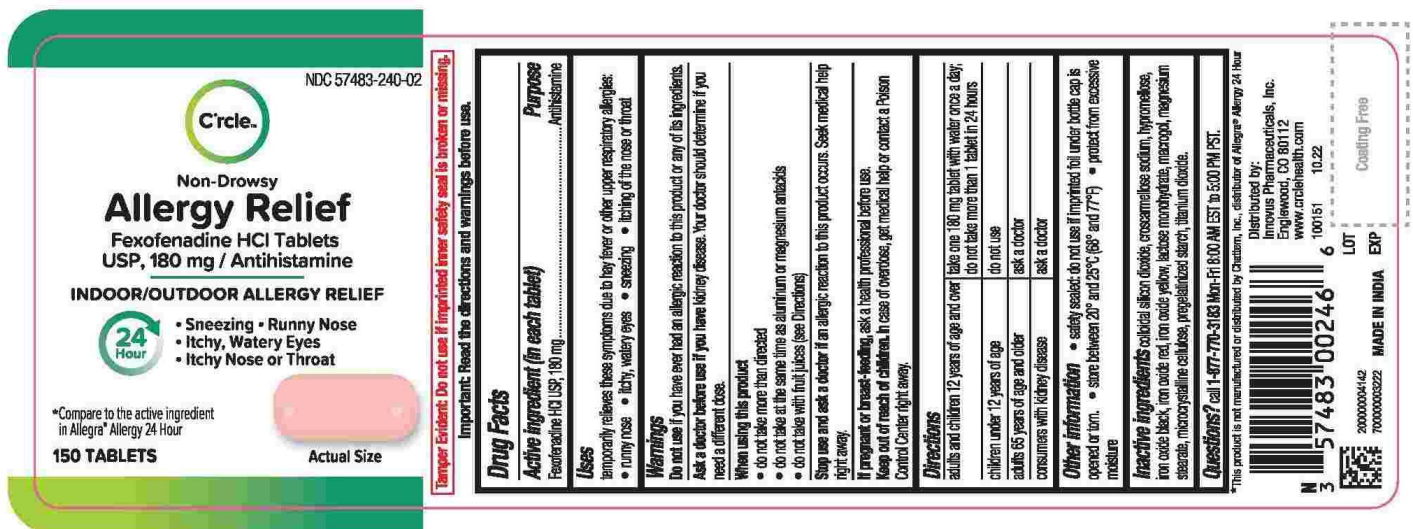 NDC 57483-240-02
C*rcle™
Non-Drowsy
Allergy Relief
Fexofenadine HCl Tablets
USP, 180 mg / Antihistamine
INDOOR/OUTDOOR ALLERGY RELIEF
24
Hour
• Sneezing • Runny Nose
• Itchy, Watery Eyes
• Itchy Nose or Throat
*Compare to the active ingredient
in Allegra® Allergy 24 Hour
150 TABLETS
Actual Size
Tamper Evident: Do not use if imprinted inner safety seal is broken or missing.
Important: Read the directions and warnings before use.
Drug Facts
Active ingredient (in each tablet) Purpose
Fexofenadine HCl USP, 180 mg..........Antihistamine
Uses
temporarily relieves these symptoms due to hay fever or other upper respiratory allergies:
• runny nose • itchy, watery eyes • sneezing • itching of the nose or throat
Warnings
Do not use if you have ever had an allergic reaction to this product or any of its ingredients.
Ask a doctor before use if you have kidney disease. Your doctor should determine if you
need a different dose.
When using this product
• do not take more than directed
• do not take at the same time as aluminum or magnesium antacids
• do not take with fruit juices (see Directions)
Stop use and ask a doctor if an allergic reaction to this product occurs. Seek medical help
right away.
If pregnant or breast-feeding, ask a health professional before use.
Keep out of reach of children. In case of overdose, get medical help or contact a Poison
Control Center right away.
Directions
adults and children 12 years of age and over take one 180 mg tablet with water once a day;
do not take more than 1 tablet in 24 hours
children under 12 years of age do not use
adults 65 years of age and older ask a doctor
consumers with kidney disease ask a doctor
Other information • safety sealed: do not use if imprinted foil under bottle cap is
opened or torn. • store between 20° and 25°C (68° and 77°F) • protect from excessive
moisture
Inactive ingredients colloidal silicon dioxide, croscarmellose sodium, hypromellose,
iron oxide black, iron oxide red, iron oxide yellow, lactose monohydrate, macrogol, magnesium
stearate, microcrystalline cellulose, pregelatinized starch, titanium dioxide.
Questions? call 1-877-770-3183 Mon-Fri 8:00 AM EST to 5:00 PM PST.
*This product is not manufactured or distributed by Chattem, Inc., distributor of Allegra® Allergy 24 Hour
Distributed by:
Innovus Pharmaceuticals, Inc.
Englewood, CO 80112
www.crclehealth.com
100151 10.22
N
3 57483 00246 6
200000004142
700000003222
LOT
MADE IN INDIA EXP
Coating Free